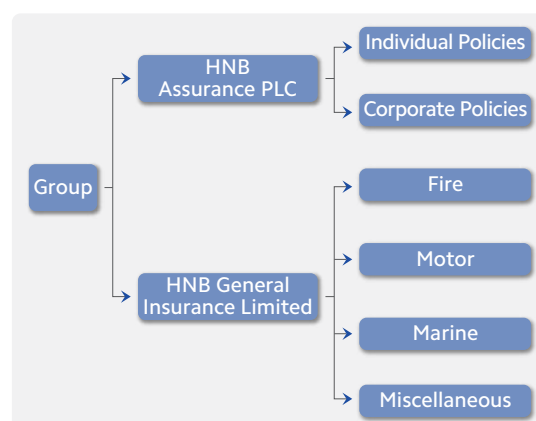 Group
HNB
Assurance PLC
Individual Policies
Corporate Policies
HNB General
Insurance Limited
Fire
Motor
Marine
Miscellaneous